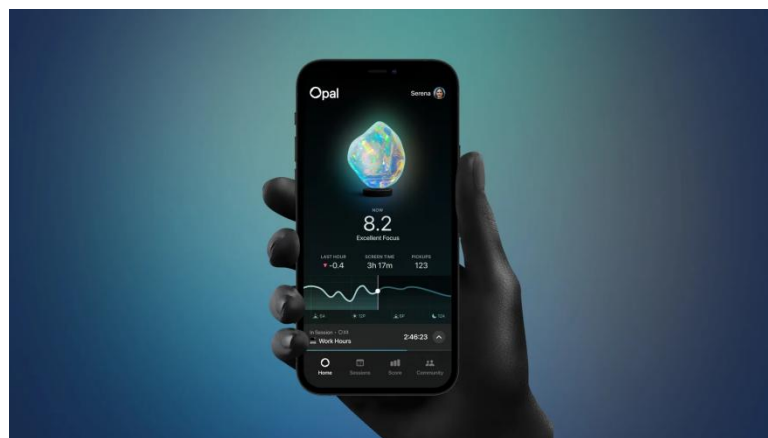 Opal
Serena
NOW
8.2
Excellent Focus
LAST HOUR SCREEN TIME PICKUPS
▼ -0.4 3h 17m 123
In Session
Work Hours
2:46:23
Home Sessions Score Community